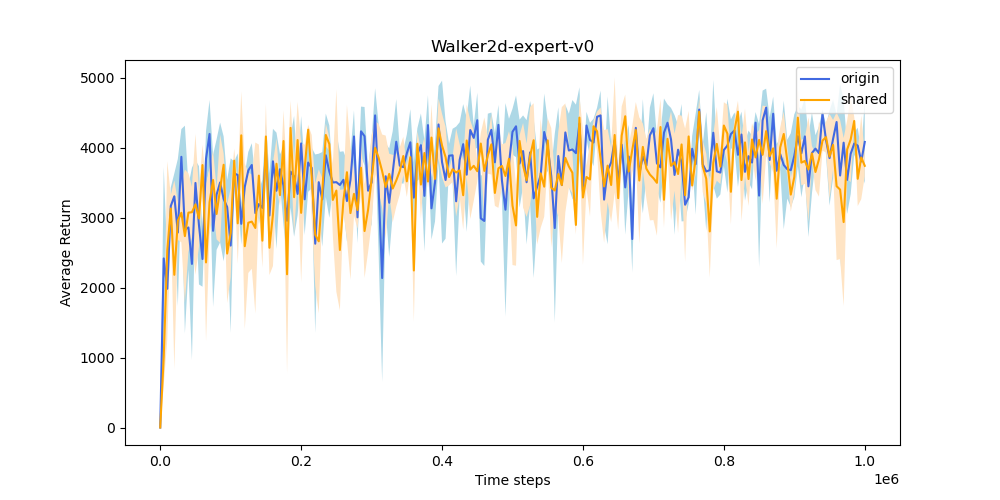 Walker2d-expert-v0
origin
shared
Average Return
5000
4000
3000
2000
1000
0
0.0 0.2 0.4 0.6 0.8 1.0
1e6
Time steps